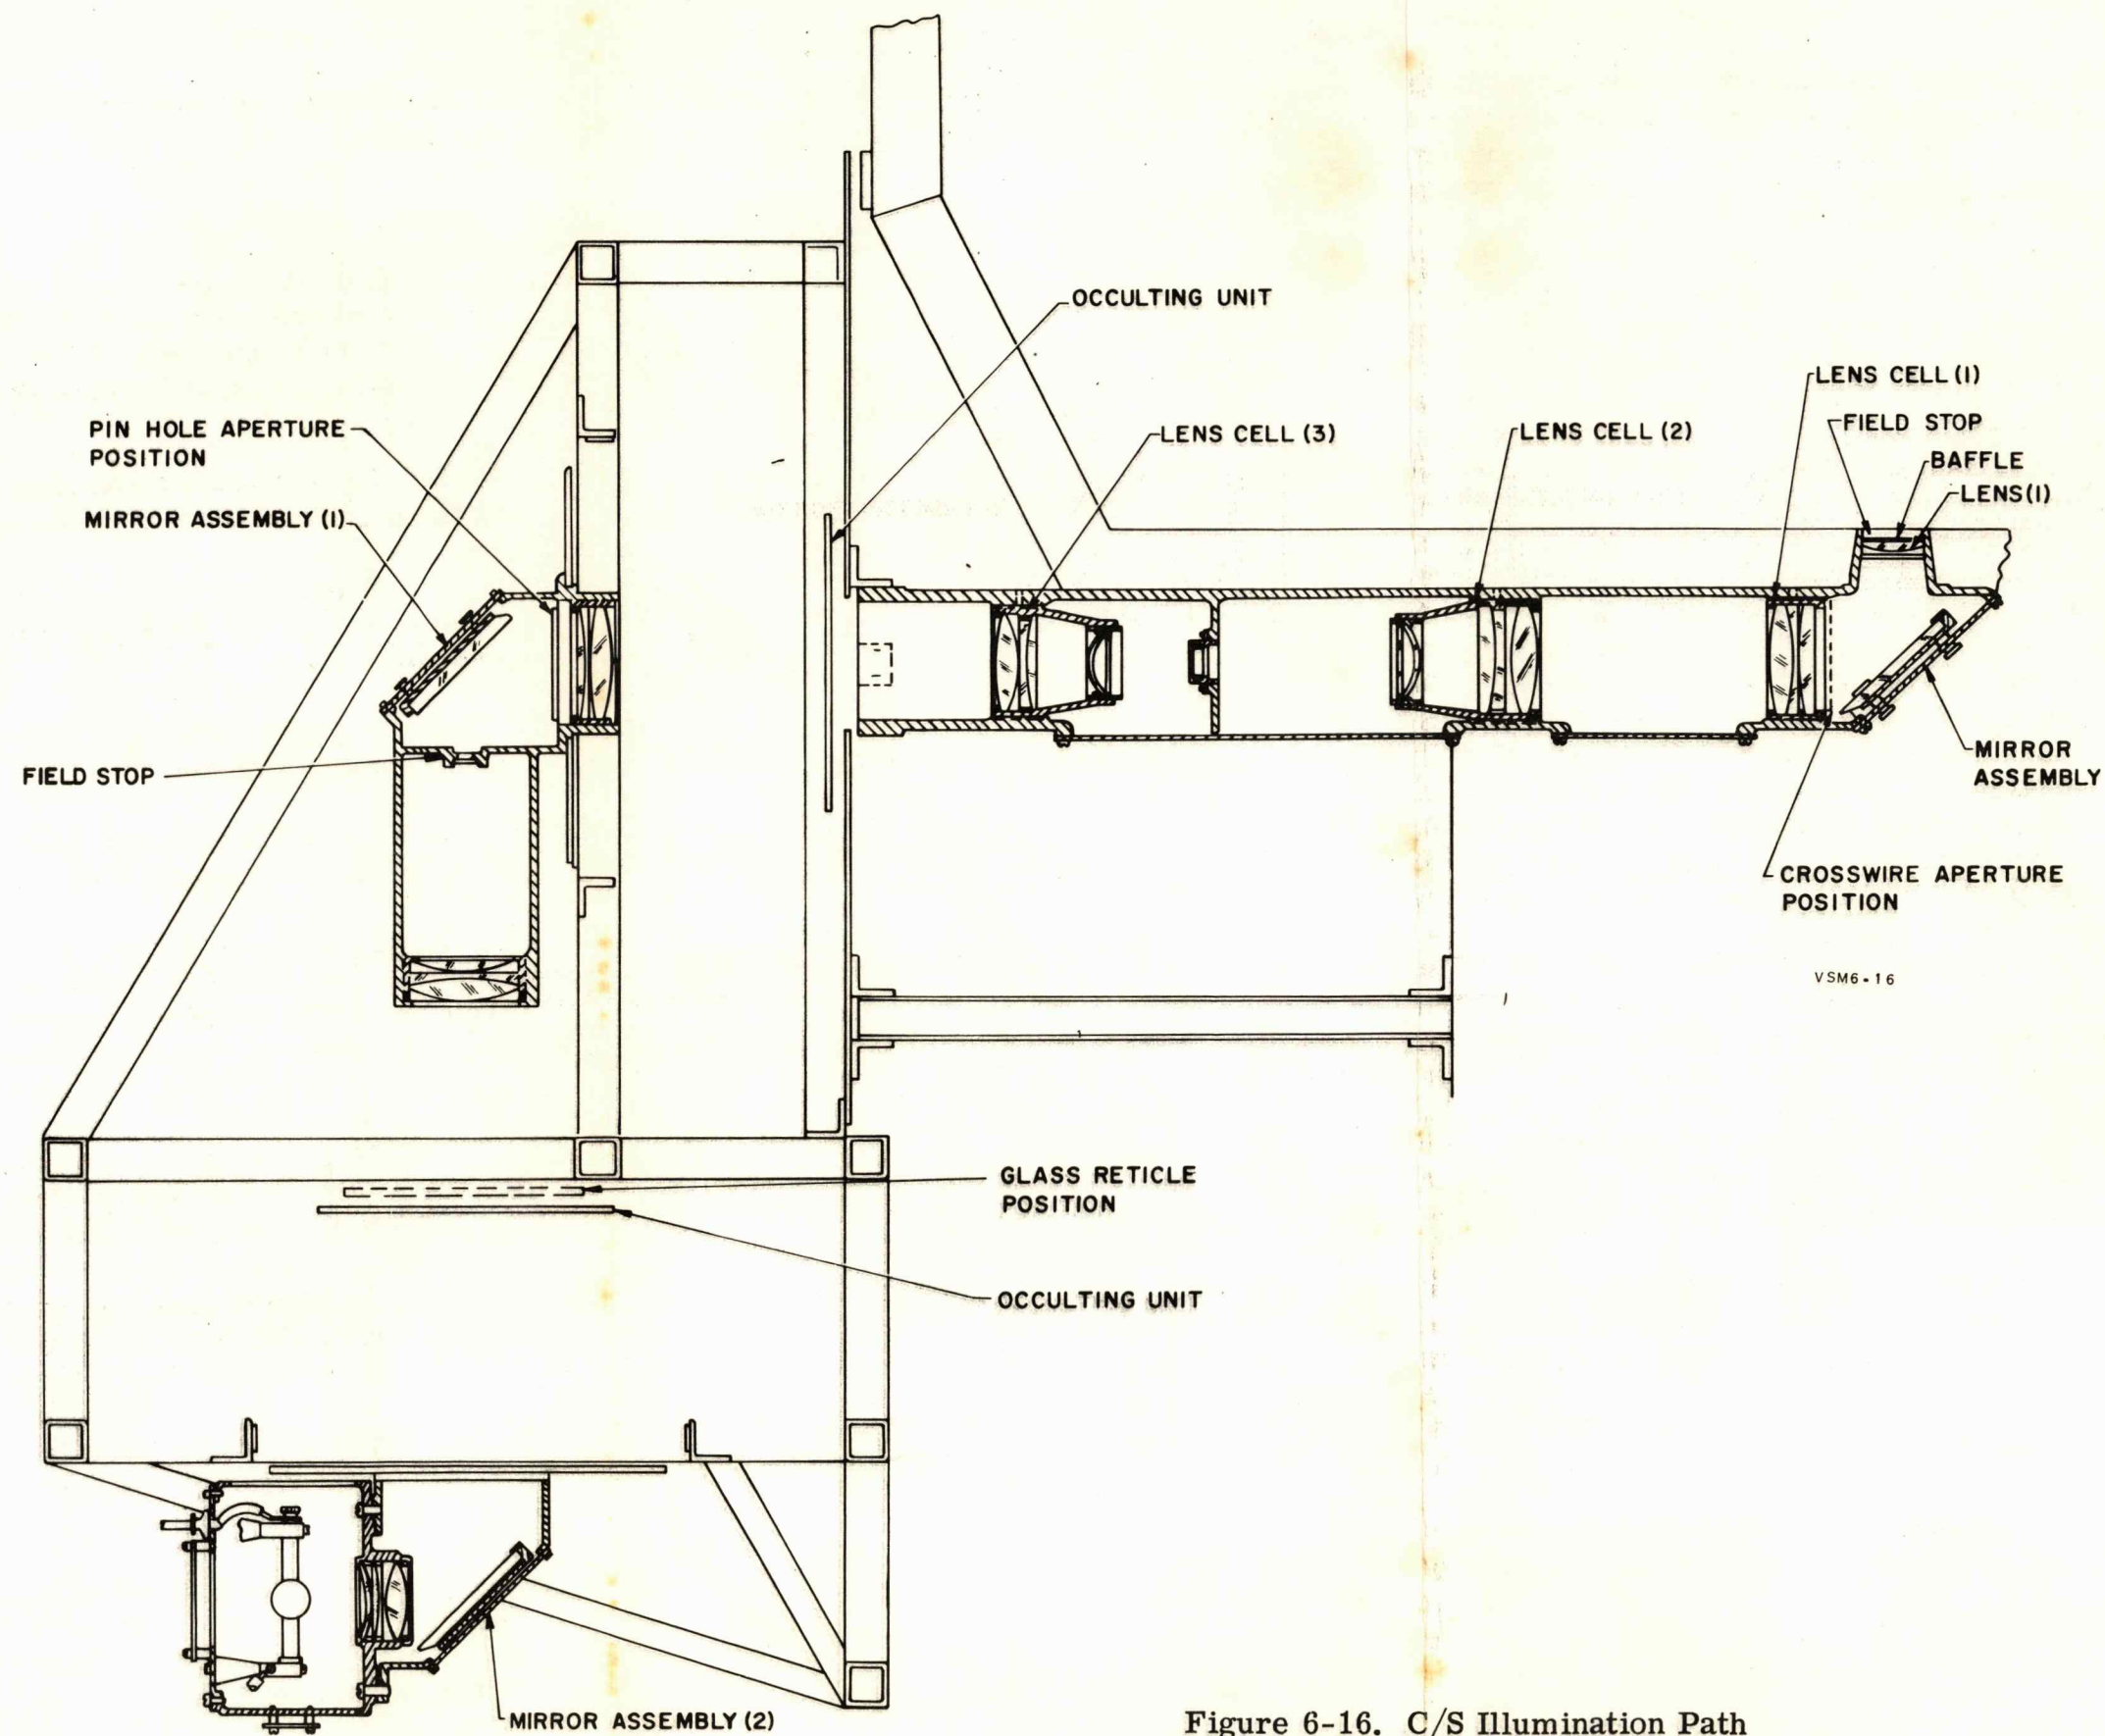 OCCULTING UNIT
LENS CELL (1)
FIELD STOP
BAFFLE
LENS(1)
LENS CELL (3)
LENS CELL (2)
PIN HOLE APERTURE
POSITION
MIRROR ASSEMBLY (1)
FIELD STOP
MIRROR
ASSEMBLY
CROSSWIRE APERTURE
POSITION
VSM6-16
GLASS RETICLE
POSITION
OCCULTING UNIT
MIRROR ASSEMBLY (2)
Figure 6-16. C/S Illumination Path